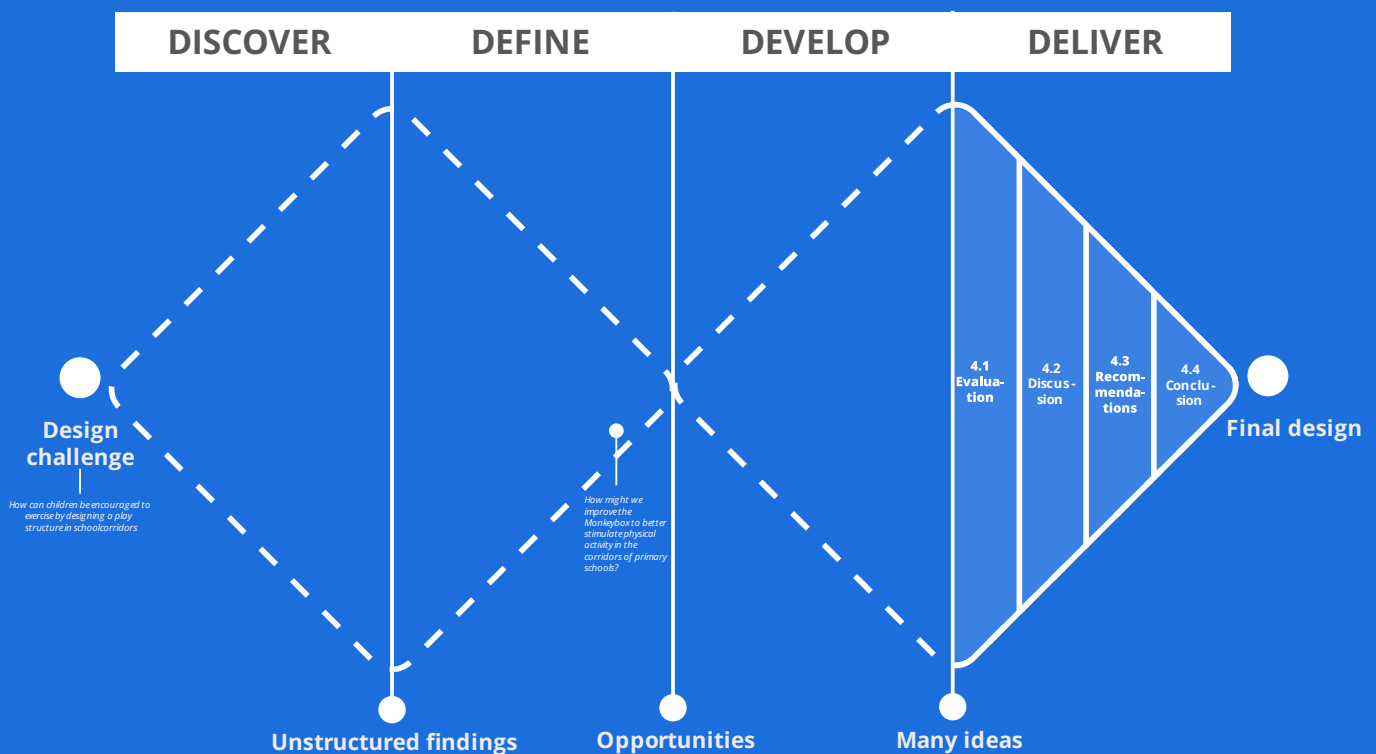 DISCOVER DEFINE DEVELOP DELIVER
Design
challenge
How can children be encouraged to
exercise by designing a play
structure in schoolcorridors
How might we
improve the
Monkeybox to better
stimulate physical
activity in the
corridors of primary
schools?
4.1
Evalua-
tion
4.2
Discus-
sion
4.3
Recom-
menda-
tions
4.4
Conclu-
sion
Final design
Unstructured findings
Opportunities
Many ideas